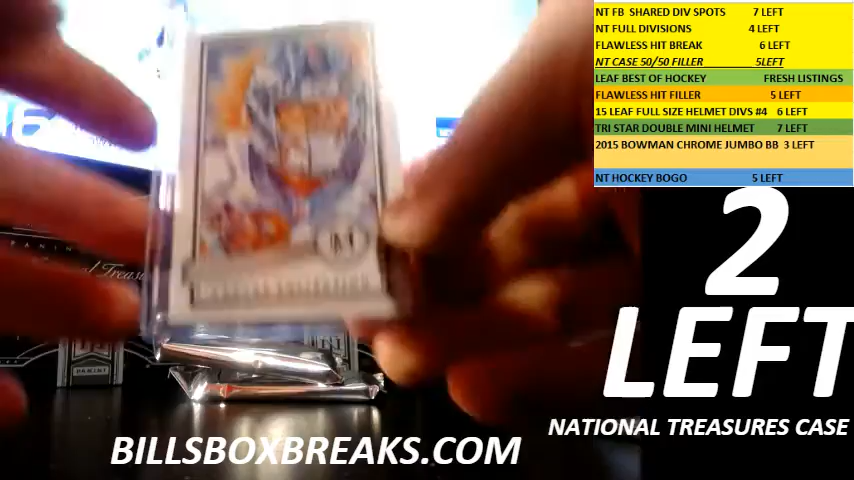 NT FB SHARED DIV SPOTS 7 LEFT
NT FULL DIVISIONS 4 LEFT
FLAWLESS HIT BREAK 6 LEFT
NT CASE 50/50 FILLER 5LEFT
LEAF BEST OF HOCKEY FRESH LISTINGS
FLAWLESS HIT FILLER 5 LEFT
15 LEAF FULL SIZE HELMET DIVS #4 6 LEFT
TRI STAR DOUBLE MINI HELMET 7 LEFT
2015 BOWMAN CHROME JUMBO BB 3 LEFT
NT HOCKEY BOGO 5 LEFT
2
LEFT
NATIONAL TREASURES CASE
PANINI
BILLSBOXBREAKS.COM